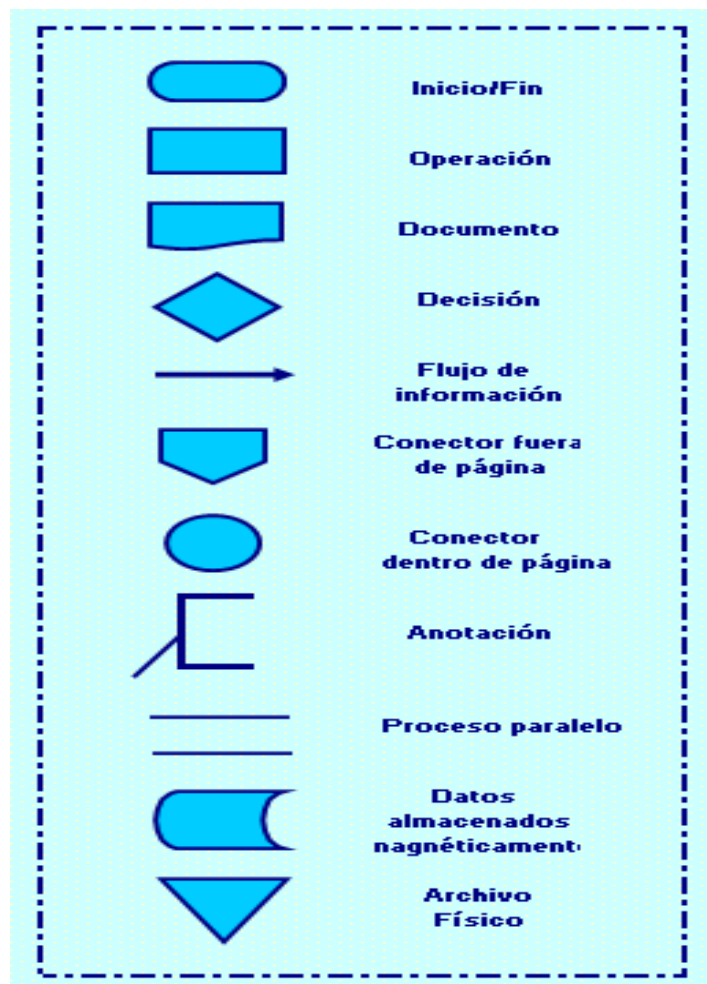 Inicio/Fin
Operación
Documento
Decisión
Flujo de
información
Conector fuera
de página
Conector
dentro de página
Anotación
Proceso paralelo
Datos
almacenados
nagnéticament
Archivo
Físico